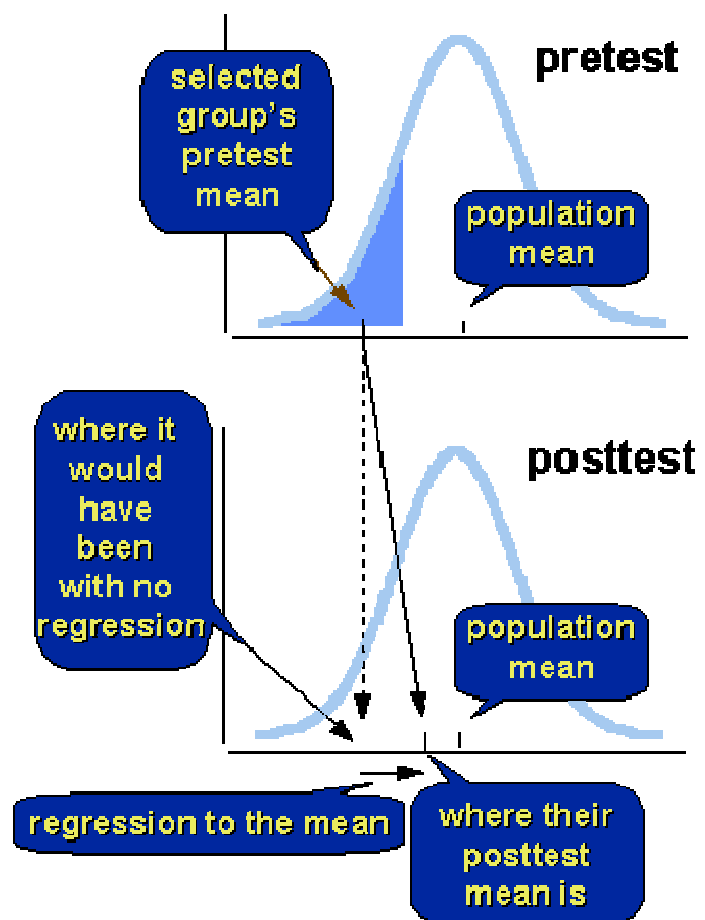 pretest
selected
group's
pretest
mean
population
mean
where it
would
have
been
with no
regression
posttest
population
mean
regression to the mean
where their
posttest
mean is